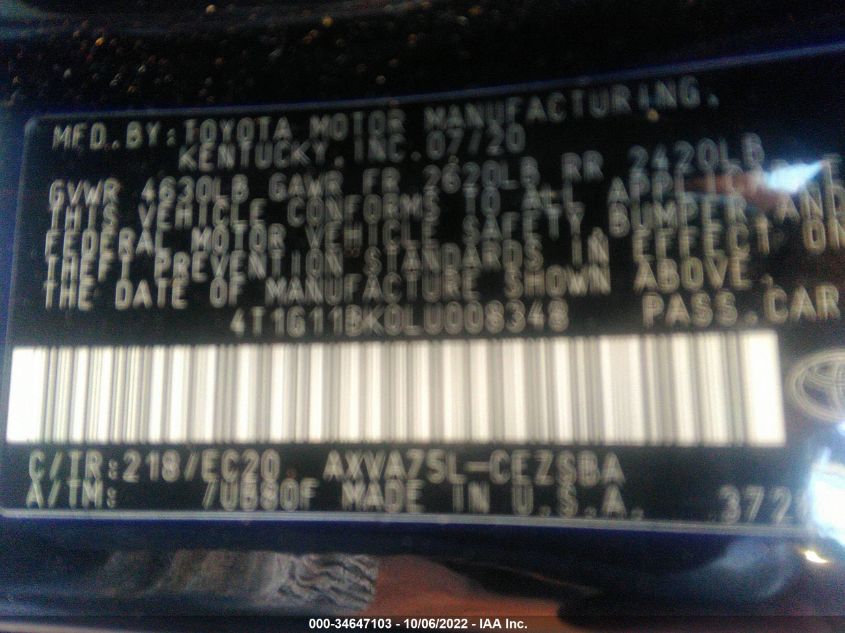 MFD. BY: TOYOTA MOTOR MANUFACTURING,
KENTUCKY, INC. 07/20
GVWR 4630LB GAWR FR 2620LB RR 2420LB
THIS VEHICLE CONFORMS TO ALL APPLICABLE
FEDERAL MOTOR VEHICLE SAFETY, BUMPER, AND
THEFT PREVENTION STANDARDS IN EFFECT ON
THE DATE OF MANUFACTURE SHOWN ABOVE.
4T1G11BK0LU008348 PASS. CAR
C/TR: 218/EC20 AXVA75L-CEZSBA
A/TM: /UB80F MADE IN U.S.A.
000-34647103 - 10/06/2022 - IAA Inc.